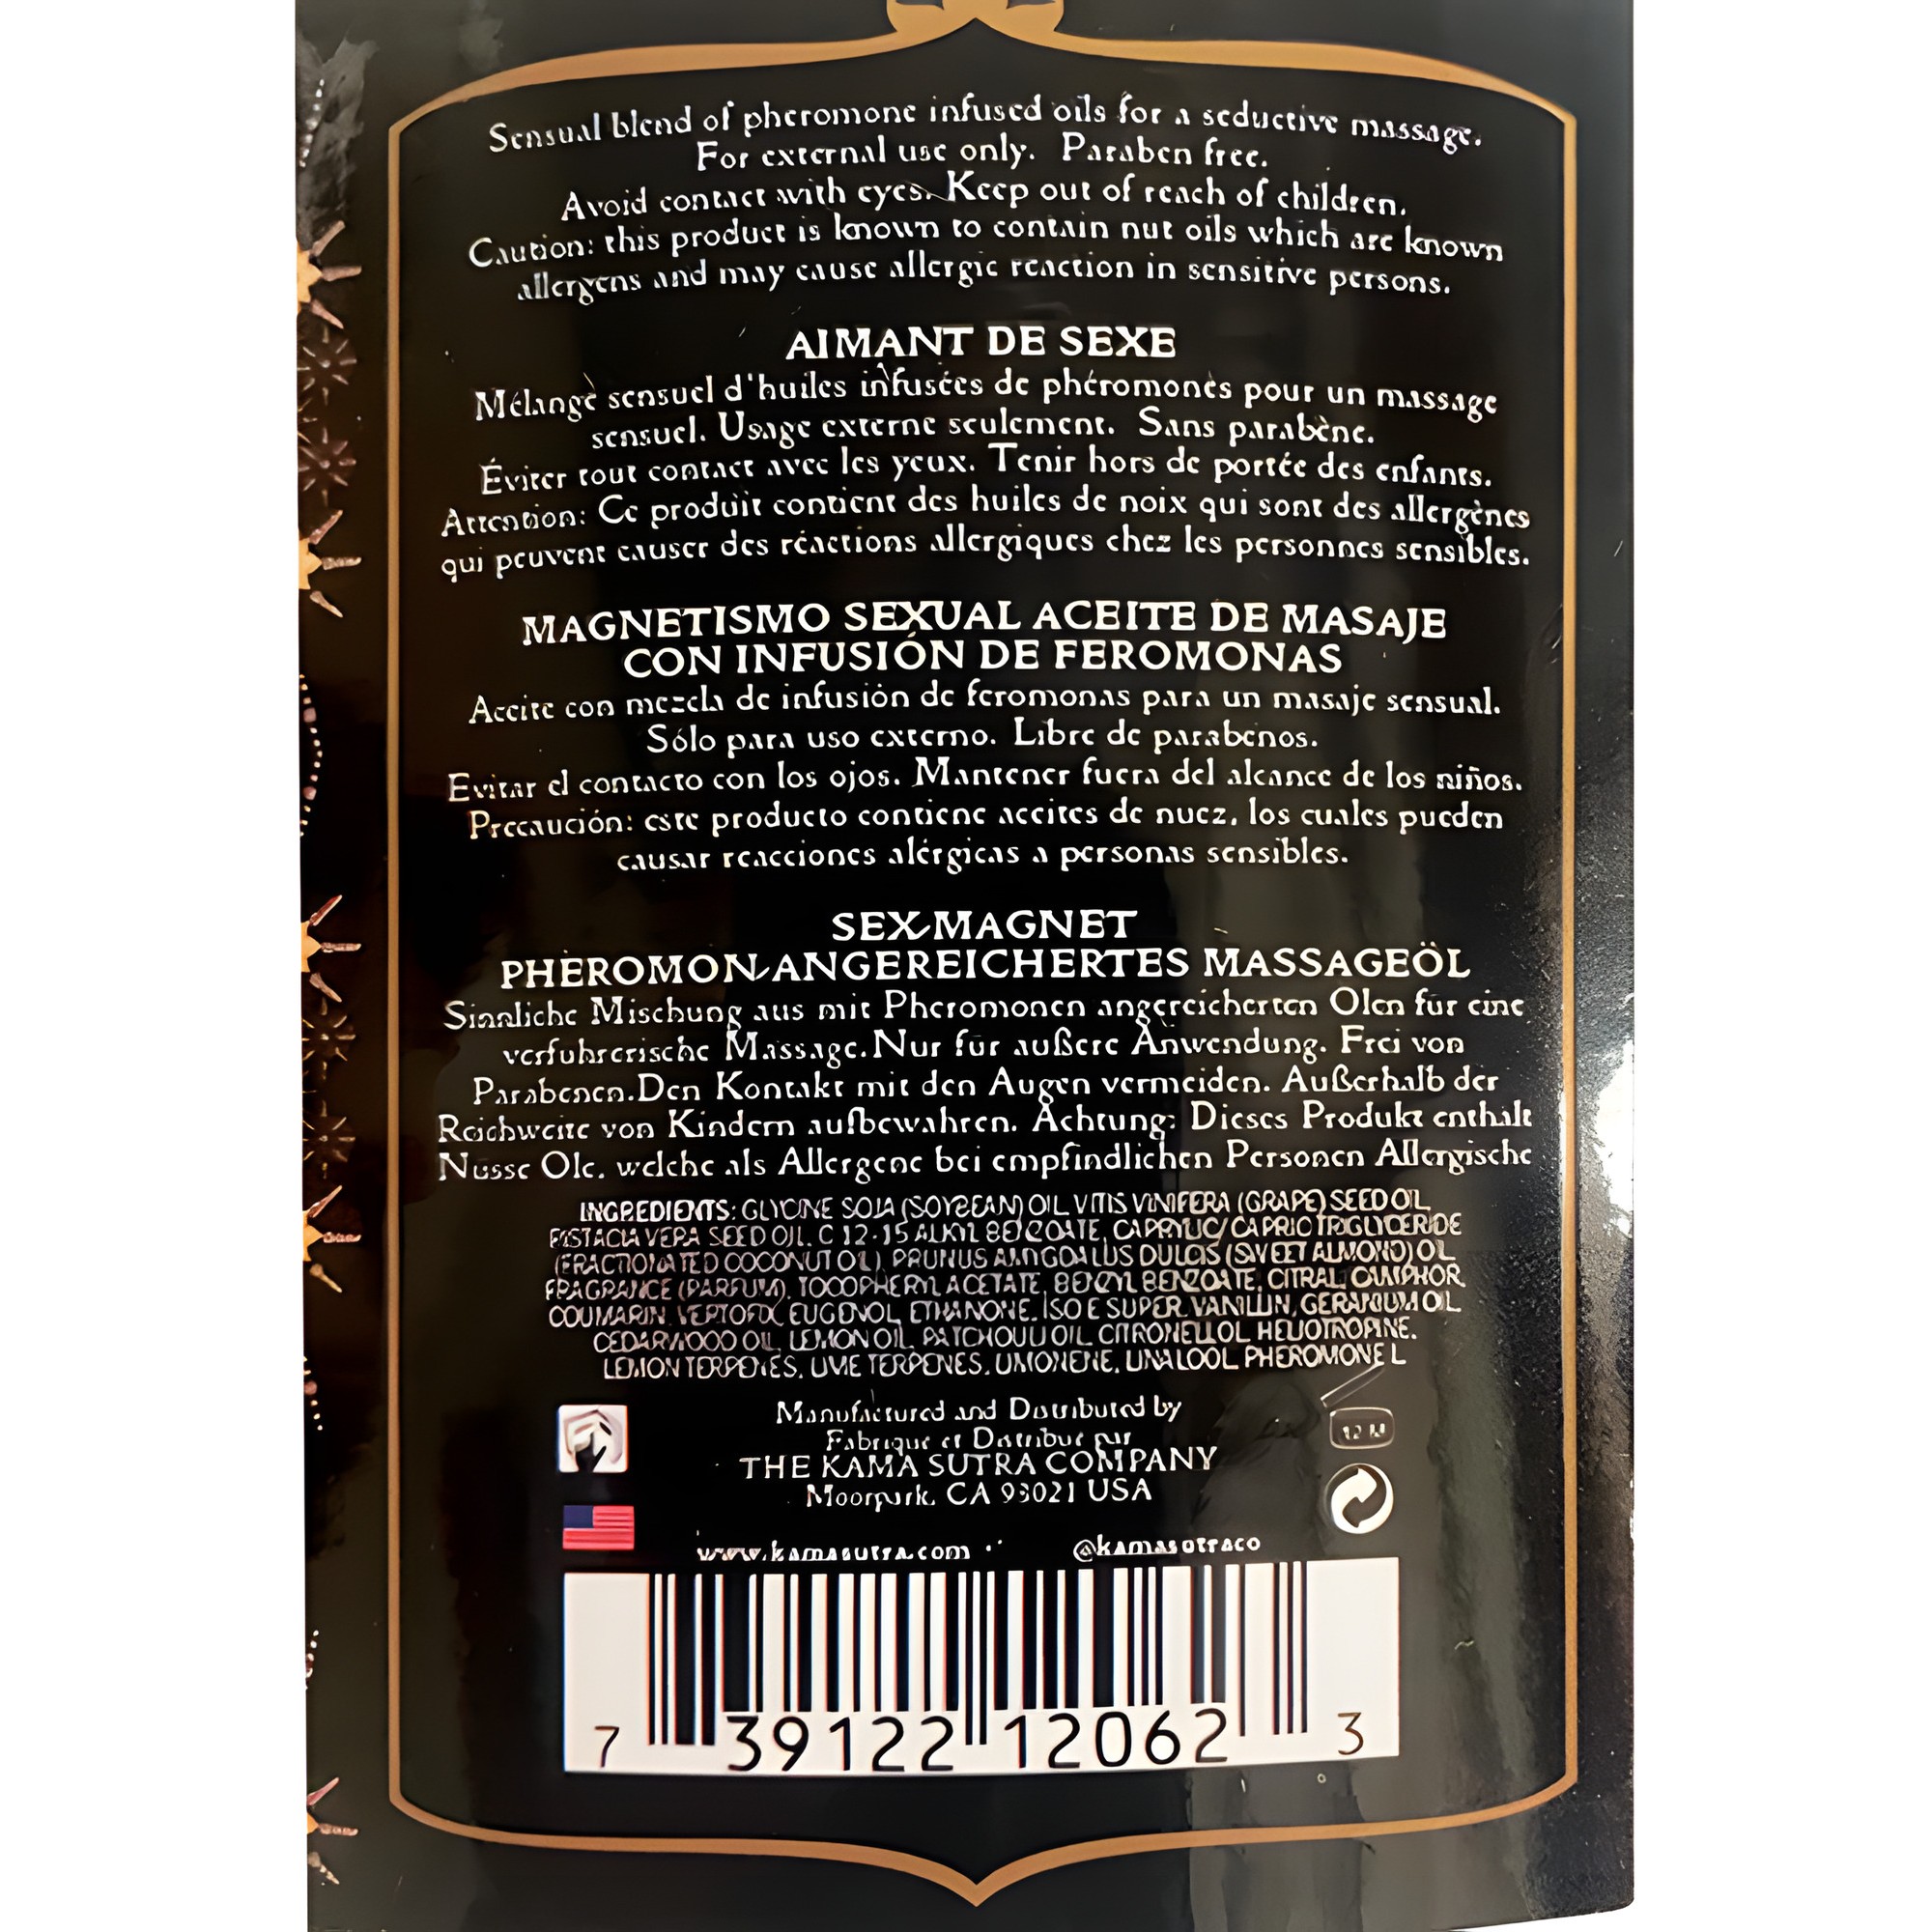 Sensual blend of pheromone infused oils for a seductive massage.
For external use only. Paraben free.
Avoid contact with eyes. Keep out of reach of children.
Caution: this product is known to contain nut oils which are known
allergens and may cause allergic reaction in sensitive persons.
AIMANT DE SEXE
Mélange sensuel d'huiles infusées de phéromones pour un massage
sensuel. Usage externe seulement. Sans parabène.
Éviter tout contact avec les yeux. Tenir hors de portée des enfants.
Attention: Ce produit contient des huiles de noix qui sont des allergènes
qui peuvent causer des réactions allergiques chez les personnes sensibles.
MAGNETISMO SEXUAL ACEITE DE MASAJE
CON INFUSIÓN DE FEROMONAS
Aceite con mezcla de infusión de feromonas para un masaje sensual.
Sólo para uso externo. Libre de parabenos.
Evitar el contacto con los ojos. Mantener fuera del alcance de los niños.
Precaución: este producto contiene aceites de nuez, los cuales pueden
causar reacciones alérgicas a personas sensibles.
SEX-MAGNET
PHEROMON-ANGEREICHERTES MASSAGEÖL
Sinnliche Mischung aus mit Pheromonen angereicherten Olen für eine
verfuhrerische Massage. Nur für außere Anwendung. Frei von
Parabenen. Den Kontakt mit den Augen vermeiden. Außerhalb der
Reichweite von Kindern aufbewahren. Achtung: Dieses Produkt enthalt
Nusse Ole, welche als Allergene bei empfindlichen Personen Allergische
INGREDIENTS: GLYCINE SOJA (SOYBEAN) OIL, VITIS VINIFERA (GRAPE) SEED OIL,
PISTACIA VERA SEED OIL, C 12-15 ALKYL BENZOATE, CAPRYLIC/CAPRIC TRIGLYCERIDE
(FRACTIONATED COCONUT OIL), PRUNUS AMYGDALUS DULCIS (SWEET ALMOND) OIL,
FRAGRANCE (PARFUM), TOCOPHERYL ACETATE, BENZYL BENZOATE, CITRAL, CAMPHOR,
COUMARIN, VERTOFIX, EUGENOL, ETHANONE, ISO E SUPER, VANILLIN, GERANIUM OIL,
CEDARWOOD OIL, LEMON OIL, PATCHOULI OIL, CITRONELLOL, HELIOTROPINE,
LEMON TERPENES, LIME TERPENES, LIMONENE, LINALOOL, PHEROMONE L
Manufactured and Distributed by
Fabrique et Distribue par
THE KAMA SUTRA COMPANY
Moorpark, CA 93021 USA
12 M
www.kamasutra.com @kamasutraco
7 39122 12062 3